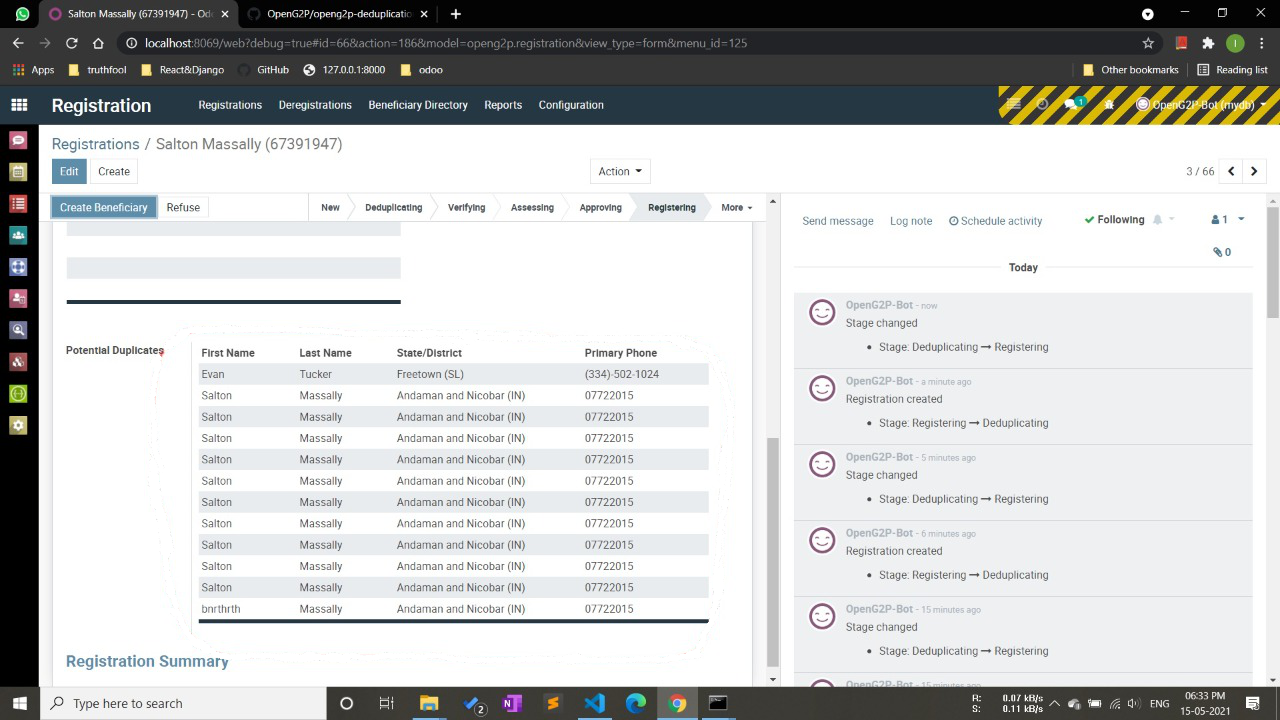 Salton Massally (67391947) - Od
OpenG2P/openg2p-deduplication
localhost:8069/web?debug=true#id=66&action=186&model=openg2p.registration&view_type=form&menu_id=125
Apps truthfool React&Django GitHub 127.0.0.1:8000 odoo Other bookmarks Reading list
Registration Registrations Deregistrations Beneficiary Directory Reports Configuration 1 OpenG2P-Bot (mydb)
Registrations / Salton Massally (67391947)
Edit Create Action 3 / 66
Create Beneficiary Refuse New Deduplicating Verifying Assessing Approving Registering More
Potential Duplicates
First Name Last Name State/District Primary Phone
Evan Tucker Freetown (SL) (334)-502-1024
Salton Massally Andaman and Nicobar (IN) 07722015
Salton Massally Andaman and Nicobar (IN) 07722015
Salton Massally Andaman and Nicobar (IN) 07722015
Salton Massally Andaman and Nicobar (IN) 07722015
Salton Massally Andaman and Nicobar (IN) 07722015
Salton Massally Andaman and Nicobar (IN) 07722015
Salton Massally Andaman and Nicobar (IN) 07722015
Salton Massally Andaman and Nicobar (IN) 07722015
Salton Massally Andaman and Nicobar (IN) 07722015
Salton Massally Andaman and Nicobar (IN) 07722015
bnrthrth Massally Andaman and Nicobar (IN) 07722015
Registration Summary
Send message Log note Schedule activity Following 1
0
Today
OpenG2P-Bot - now
Stage changed
• Stage: Deduplicating → Registering
OpenG2P-Bot - a minute ago
Registration created
• Stage: Registering → Deduplicating
OpenG2P-Bot - 5 minutes ago
Stage changed
• Stage: Deduplicating → Registering
OpenG2P-Bot - 6 minutes ago
Registration created
• Stage: Registering → Deduplicating
OpenG2P-Bot - 15 minutes ago
Stage changed
• Stage: Deduplicating → Registering
OpenG2P-Bot - 15 minutes ago
Type here to search 2
R: 0.07 kB/s
S: 0.11 kB/s
ENG
06:33 PM
15-05-2021